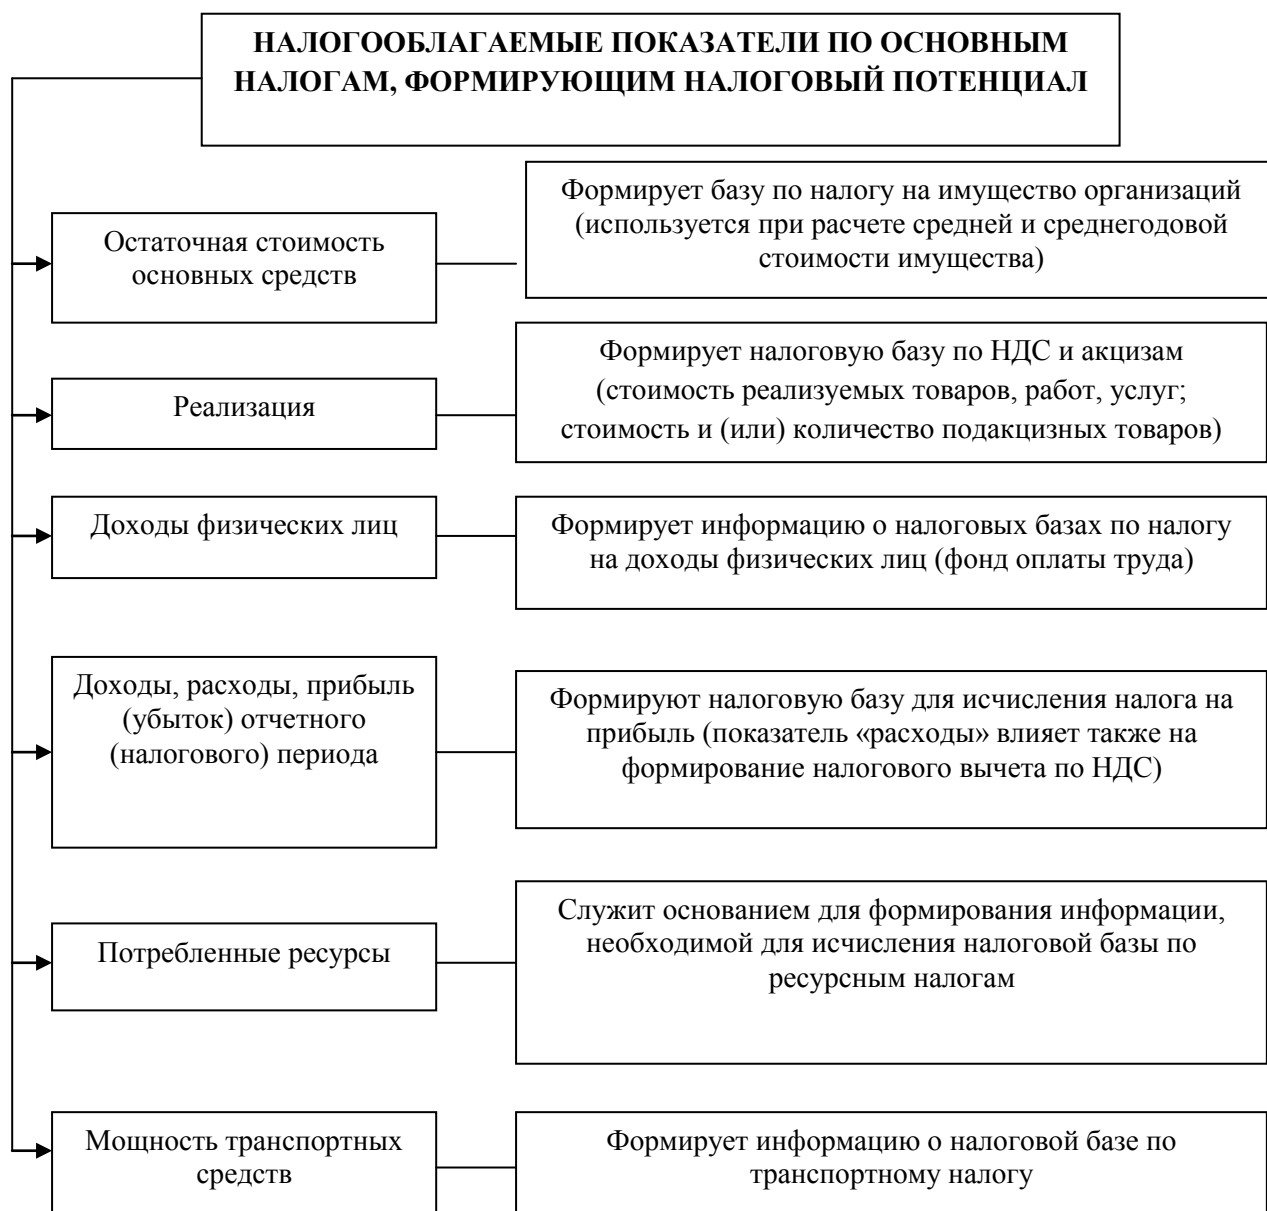 НАЛОГООБЛАГАЕМЫЕ ПОКАЗАТЕЛИ ПО ОСНОВНЫМ
НАЛОГАМ, ФОРМИРУЮЩИМ НАЛОГОВЫЙ ПОТЕНЦИАЛ
Остаточная стоимость
основных средств
Формирует базу по налогу на имущество организаций
(используется при расчете средней и среднегодовой
стоимости имущества)
Реализация
Формирует налоговую базу по НДС и акцизам
(стоимость реализуемых товаров, работ, услуг;
стоимость и (или) количество подакцизных товаров)
Доходы физических лиц
Формирует информацию о налоговых базах по налогу
на доходы физических лиц (фонд оплаты труда)
Доходы, расходы, прибыль
(убыток) отчетного
(налогового) периода
Формируют налоговую базу для исчисления налога на
прибыль (показатель «расходы» влияет также на
формирование налогового вычета по НДС)
Потребленные ресурсы
Служит основанием для формирования информации,
необходимой для исчисления налоговой базы по
ресурсным налогам
Мощность транспортных
средств
Формирует информацию о налоговой базе по
транспортному налогу